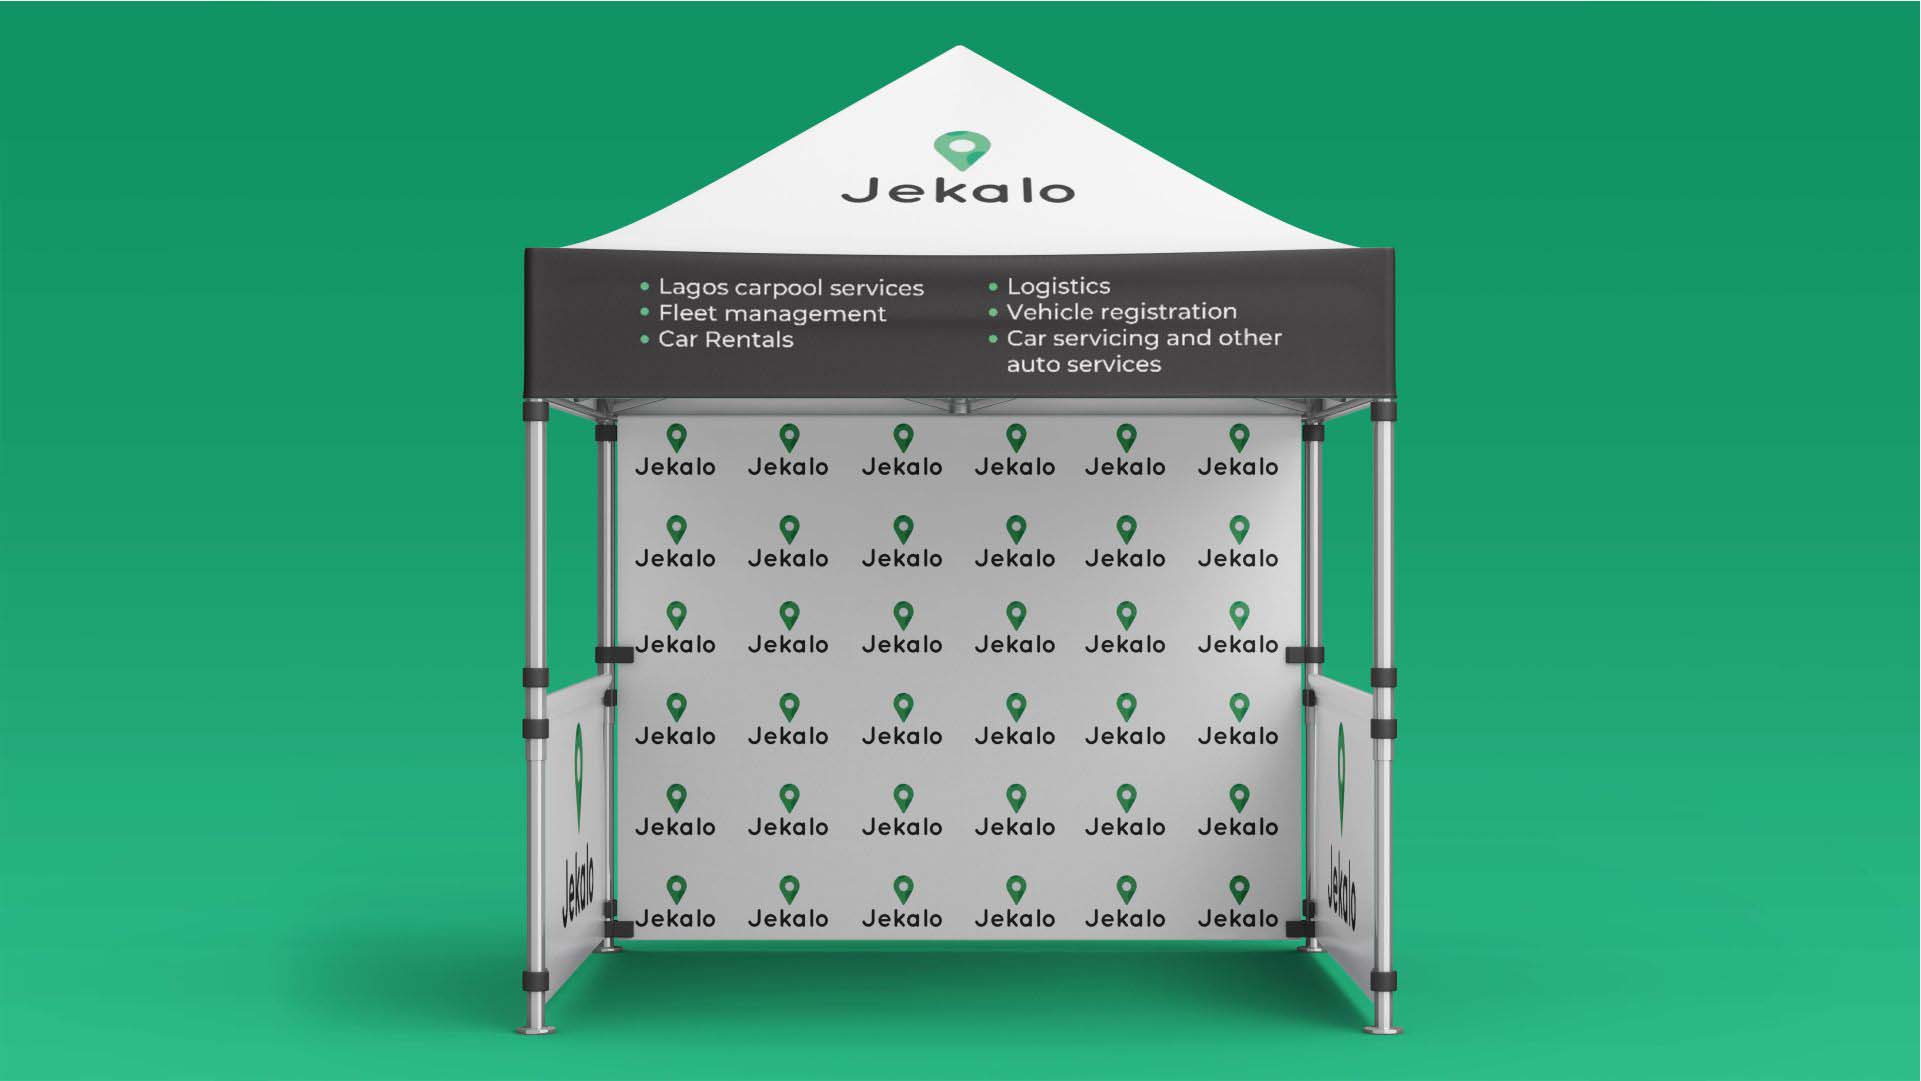 Jekalo
Lagos carpool services
Fleet management
Car Rentals
Logistics
Vehicle registration
Car servicing and other
auto services
Jekalo Jekalo Jekalo Jekalo Jekalo Jekalo
Jekalo Jekalo Jekalo Jekalo Jekalo Jekalo
Jekalo Jekalo Jekalo Jekalo Jekalo Jekalo
Jekalo Jekalo Jekalo Jekalo Jekalo Jekalo
Jekalo Jekalo Jekalo Jekalo Jekalo Jekalo
Jekalo Jekalo Jekalo Jekalo Jekalo Jekalo
Jekalo
Jekalo